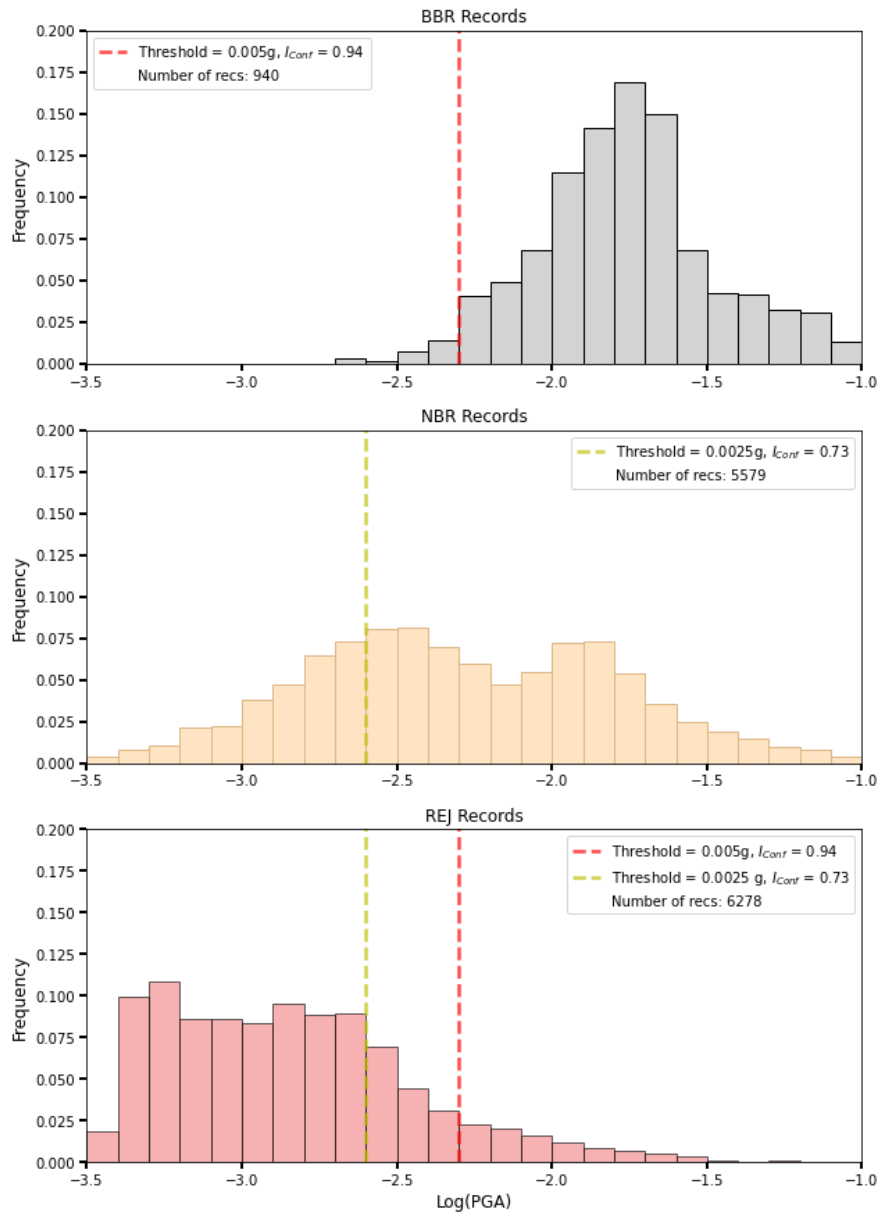 BBR Records
Threshold = 0.005g, I_Conf = 0.94
Number of recs: 940
Frequency
0.200
0.175
0.150
0.125
0.100
0.075
0.050
0.025
0.000
−3.5 −3.0 −2.5 −2.0 −1.5 −1.0
NBR Records
Threshold = 0.0025g, I_Conf = 0.73
Number of recs: 5579
Frequency
0.200
0.175
0.150
0.125
0.100
0.075
0.050
0.025
0.000
−3.5 −3.0 −2.5 −2.0 −1.5 −1.0
REJ Records
Threshold = 0.005g, I_Conf = 0.94
Threshold = 0.0025 g, I_Conf = 0.73
Number of recs: 6278
Frequency
0.200
0.175
0.150
0.125
0.100
0.075
0.050
0.025
0.000
−3.5 −3.0 −2.5 −2.0 −1.5 −1.0
Log(PGA)